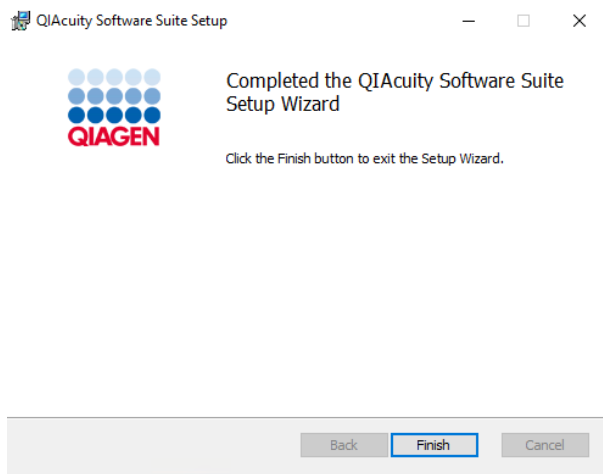 QIAcuity Software Suite Setup
QIAGEN
Completed the QIAcuity Software Suite
Setup Wizard
Click the Finish button to exit the Setup Wizard.
Back
Finish
Cancel